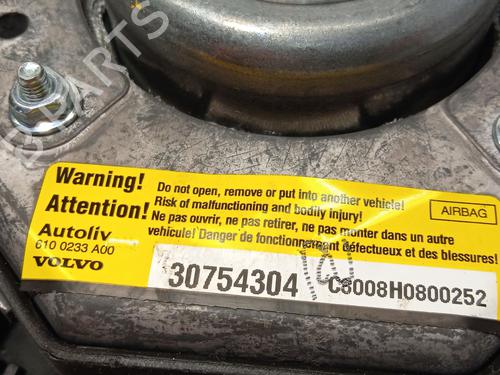 Warning!
Attention!
Do not open, remove or put into another vehicle!
Risk of malfunctioning and bodily injury!
Ne pas ouvrir, ne pas retirer, ne pas monter dans un autre
vehicule! Danger de fonctionnement défectueux et des blessures!
AIRBAG
Autoliv
610 0233 A00
VOLVO
30754304
C8008H0800252